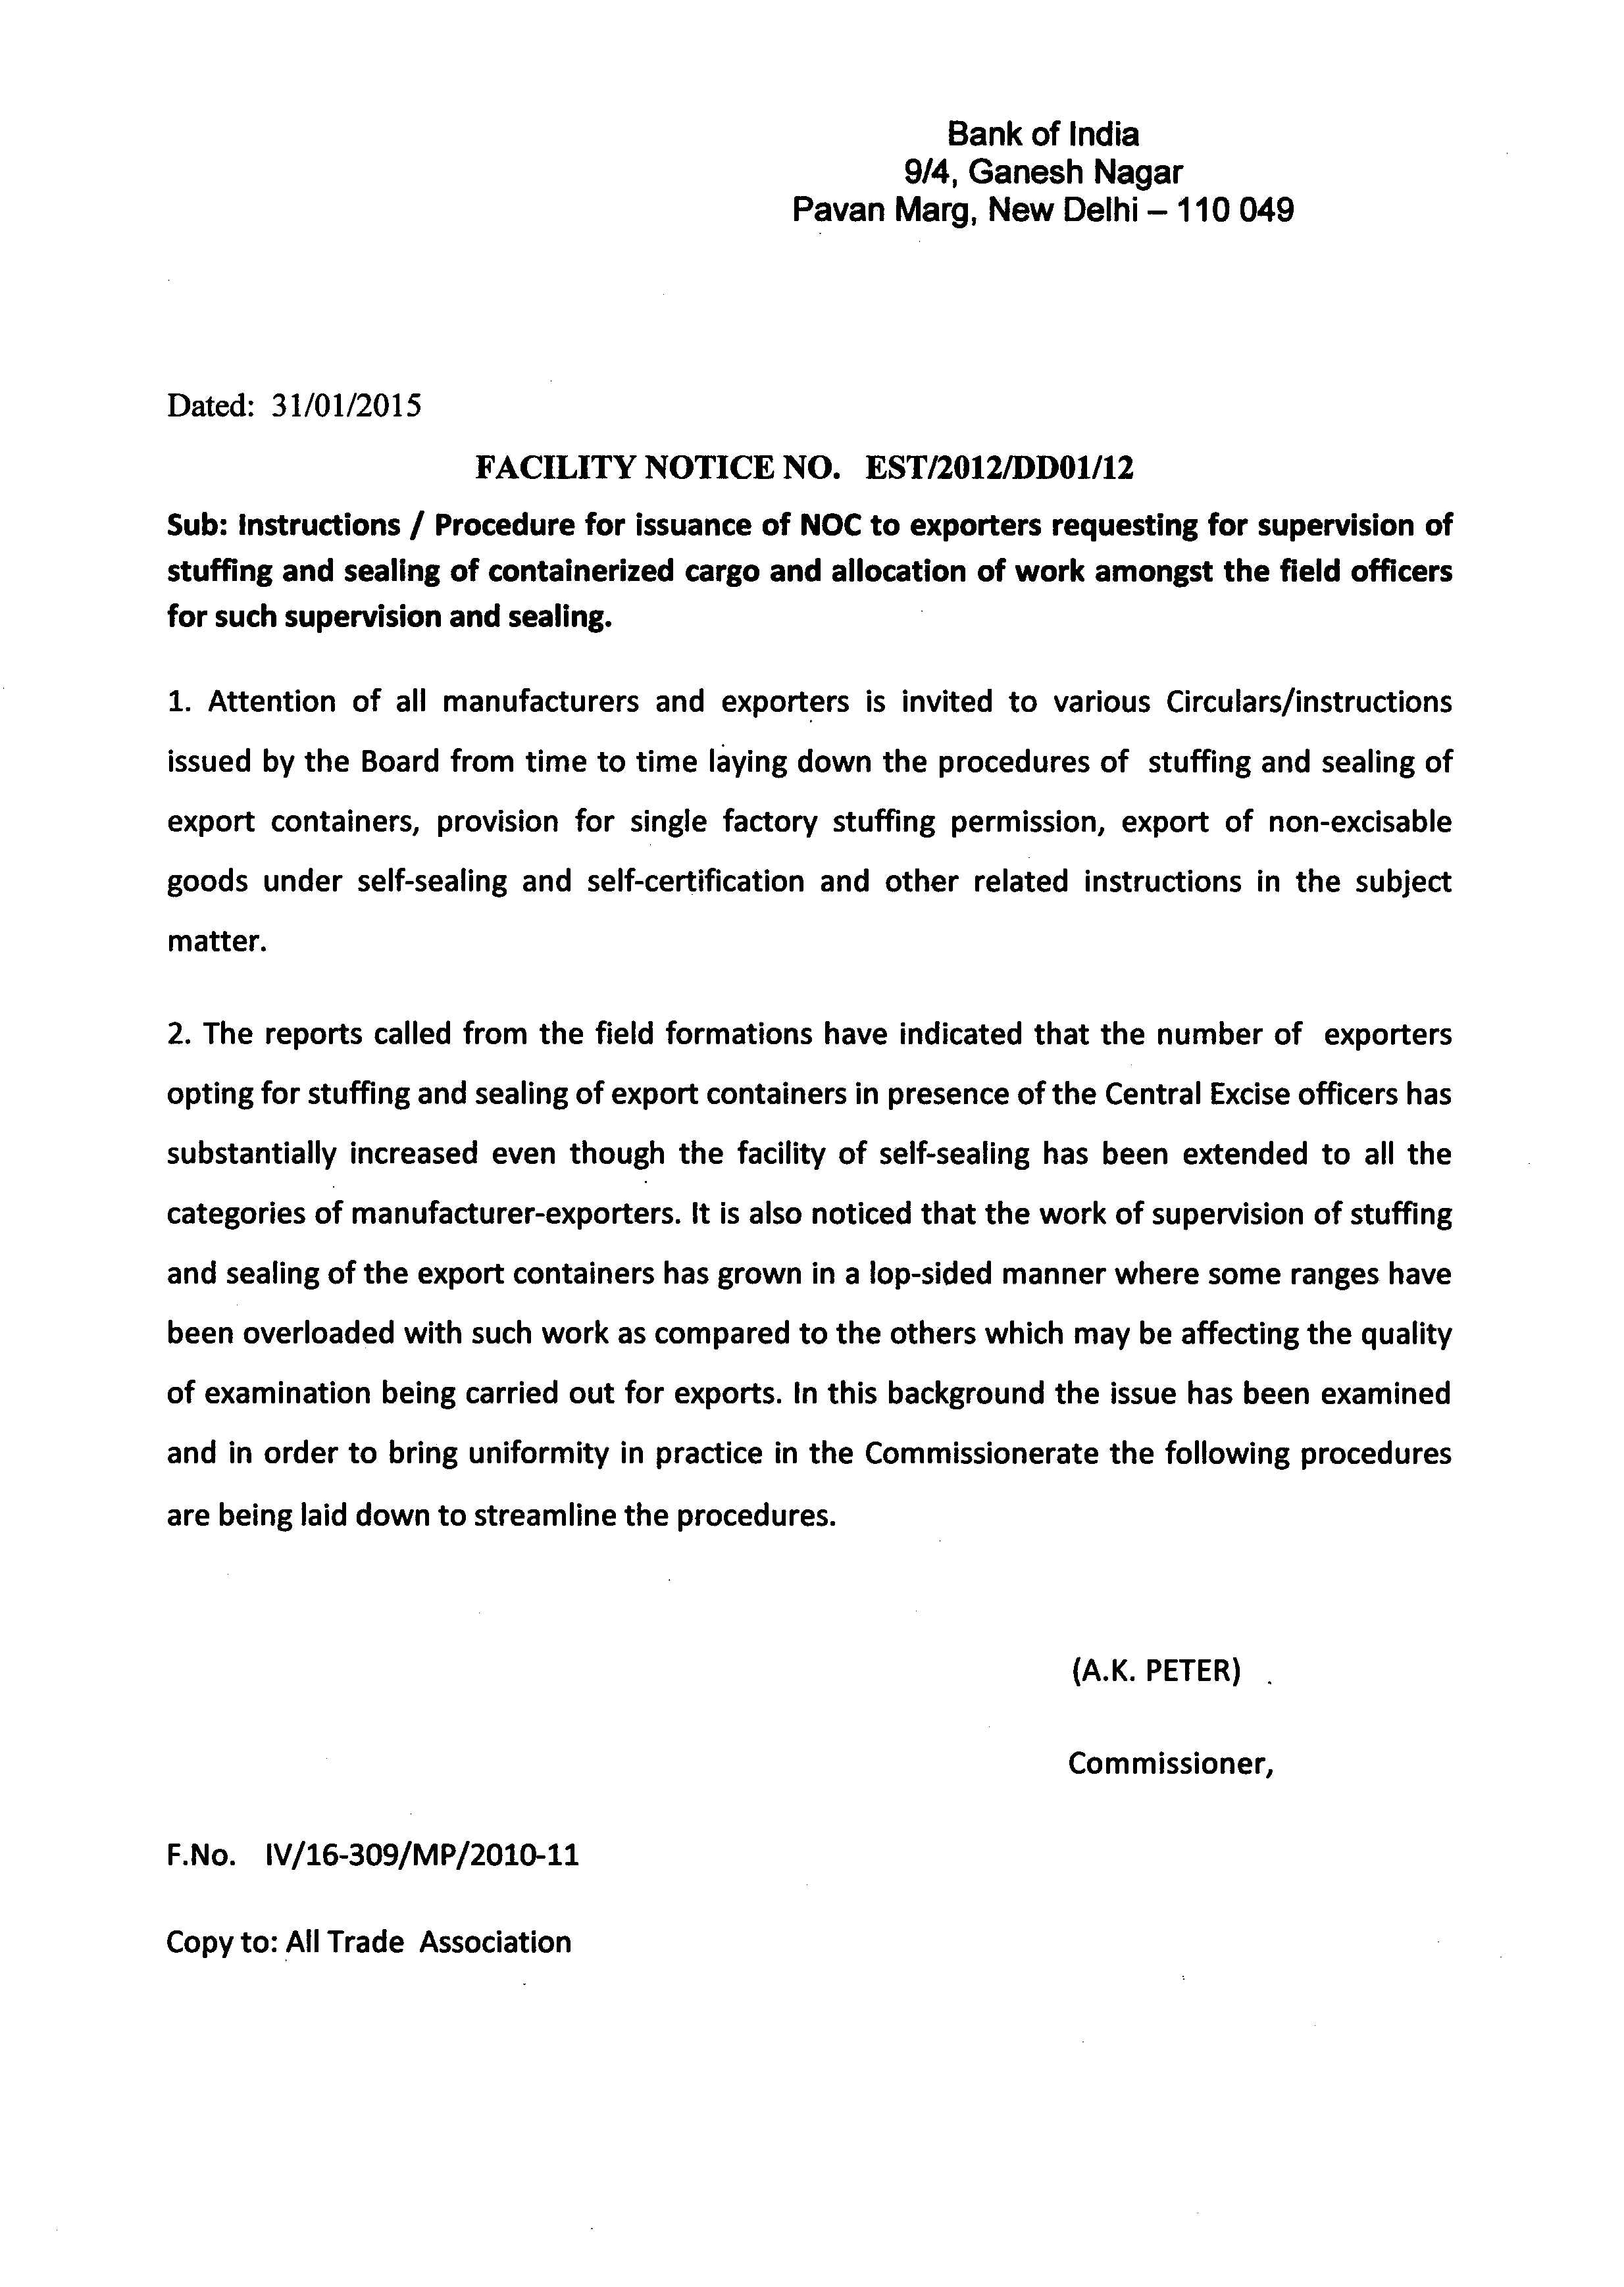 Bank of India
9/4, Ganesh Nagar
Pavan Marg, New Delhi – 110 049
Dated: 31/01/2015
FACILITY NOTICE NO. EST/2012/DD01/12
Sub: Instructions / Procedure for issuance of NOC to exporters requesting for supervision of
stuffing and sealing of containerized cargo and allocation of work amongst the field officers
for such supervision and sealing.
1. Attention of all manufacturers and exporters is invited to various Circulars/instructions
issued by the Board from time to time laying down the procedures of stuffing and sealing of
export containers, provision for single factory stuffing permission, export of non-excisable
goods under self-sealing and self-certification and other related instructions in the subject
matter.
2. The reports called from the field formations have indicated that the number of exporters
opting for stuffing and sealing of export containers in presence of the Central Excise officers has
substantially increased even though the facility of self-sealing has been extended to all the
categories of manufacturer-exporters. It is also noticed that the work of supervision of stuffing
and sealing of the export containers has grown in a lop-sided manner where some ranges have
been overloaded with such work as compared to the others which may be affecting the quality
of examination being carried out for exports. In this background the issue has been examined
and in order to bring uniformity in practice in the Commissionerate the following procedures
are being laid down to streamline the procedures.
(A.K. PETER)
Commissioner,
F.No. IV/16-309/MP/2010-11
Copy to: All Trade Association